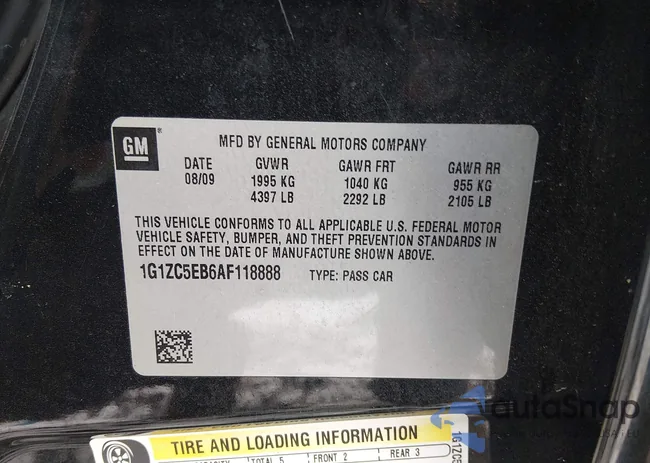 GM
MFD BY GENERAL MOTORS COMPANY
DATE GVWR GAWR FRT GAWR RR
08/09 1995 KG 1040 KG 955 KG
4397 LB 2292 LB 2105 LB
THIS VEHICLE CONFORMS TO ALL APPLICABLE U.S. FEDERAL MOTOR
VEHICLE SAFETY, BUMPER, AND THEFT PREVENTION STANDARDS IN
EFFECT ON THE DATE OF MANUFACTURE SHOWN ABOVE.
1G1ZC5EB6AF118888 TYPE: PASS CAR
TIRE AND LOADING INFORMATION
TOTAL 5 FRONT 2 REAR 3
1G1ZC5
autoSnap